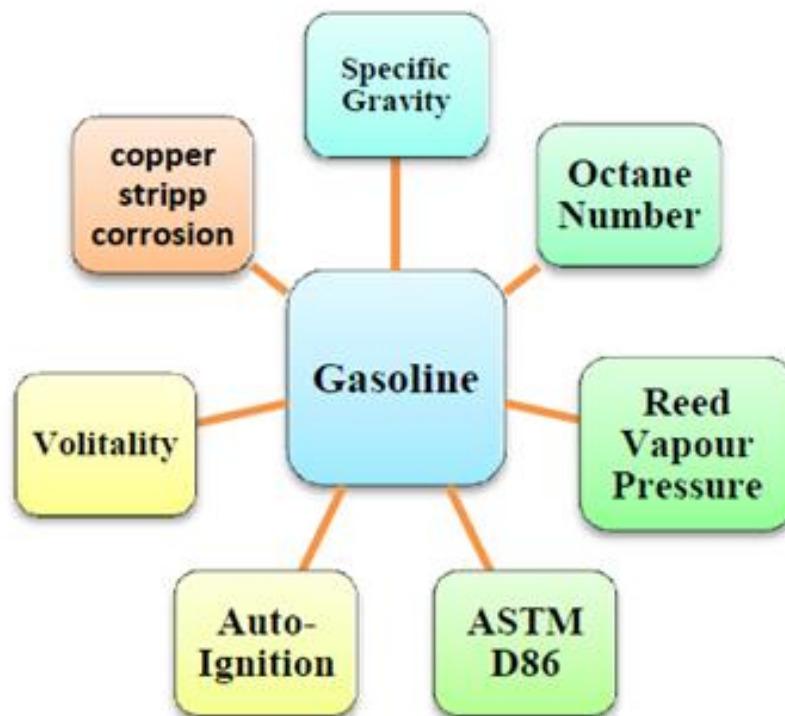 Specific
Gravity
Octane
Number
Reed
Vapour
Pressure
ASTM
D86
Auto-
Ignition
Volitality
copper
stripp
corrosion
Gasoline